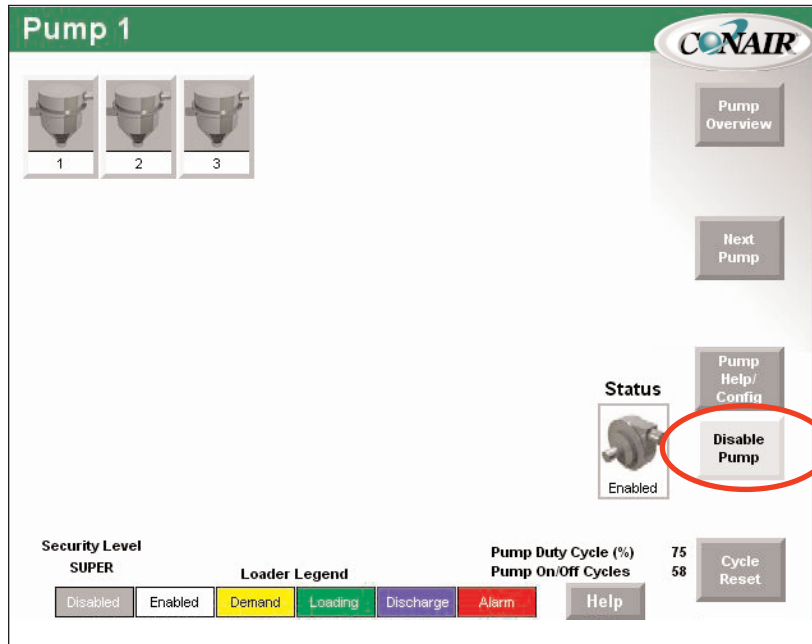 Pump 1
CONAIR
1 2 3
Pump
Overview
Next
Pump
Pump
Help/
Config
Status
Enabled
Disable
Pump
Security Level
SUPER
Loader Legend
Disabled Enabled Demand Loading Discharge Alarm
Pump Duty Cycle (%) 75
Pump On/Off Cycles 58
Help
Cycle
Reset